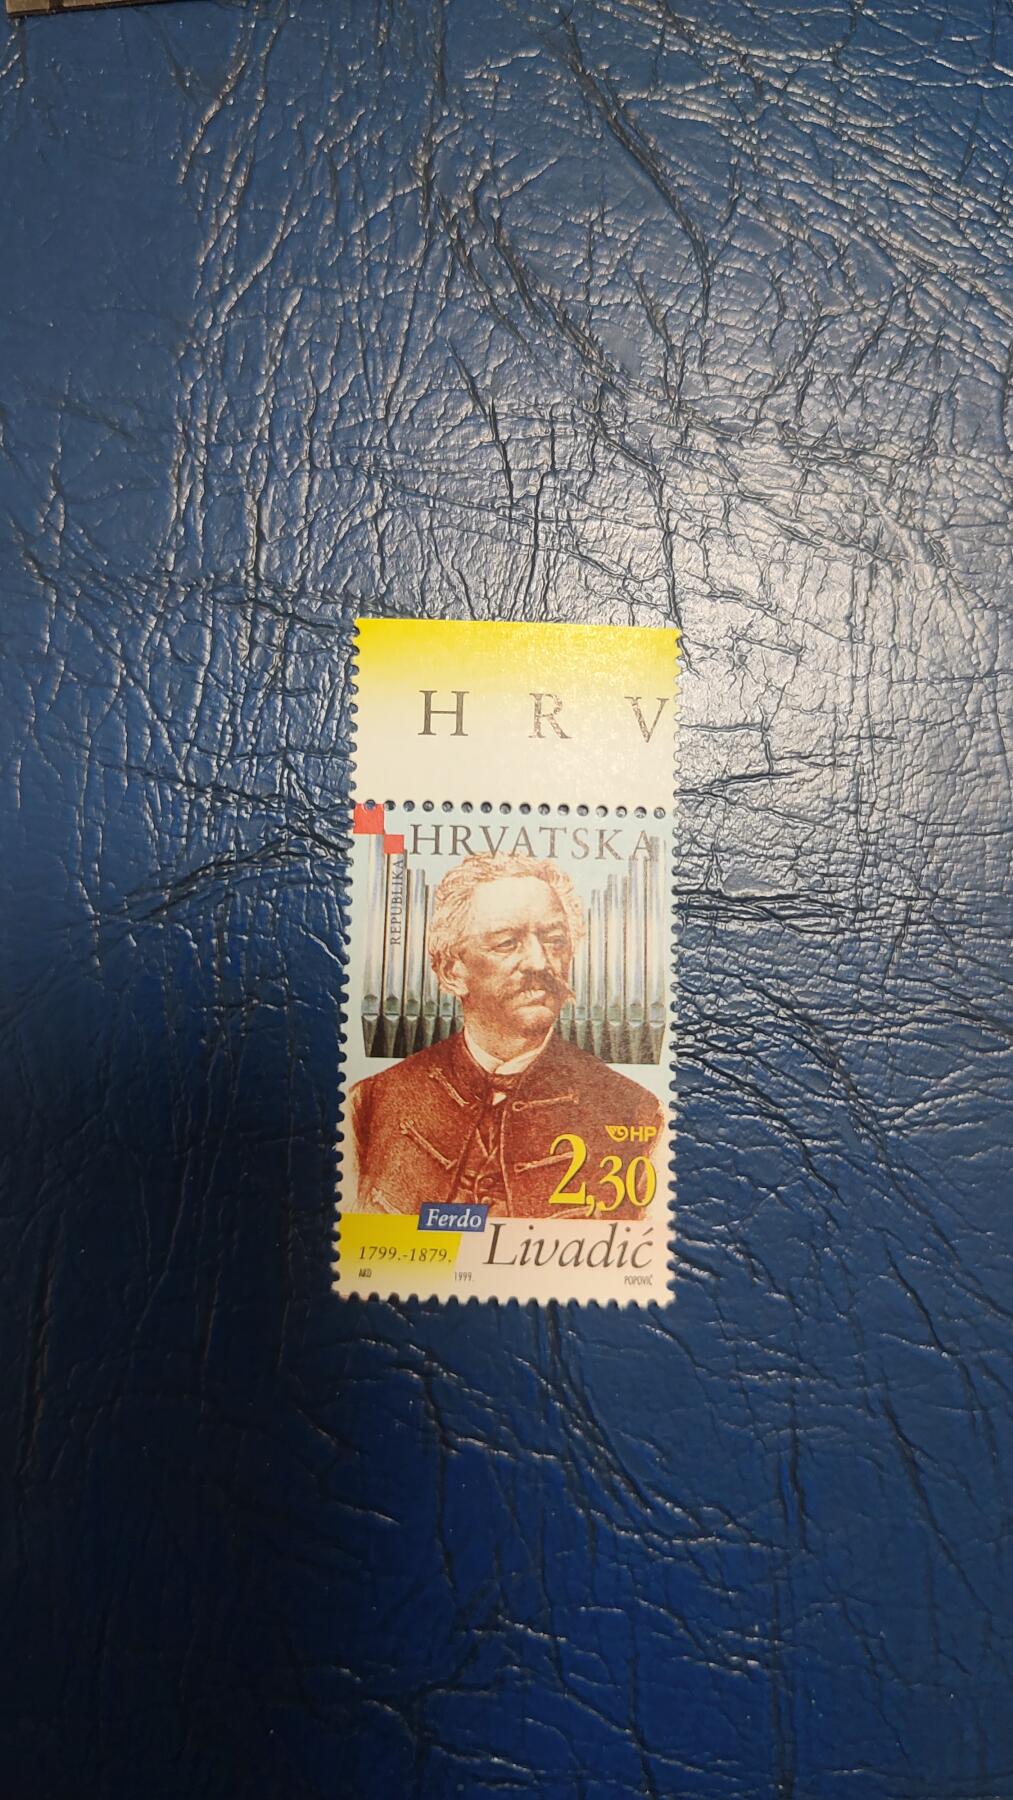 H R V
HRVATSKA
REPUBLIKA
HP
2,30
Ferdo
Livadić
1799.-1879.
AKD
1999.
POPOVIĆ